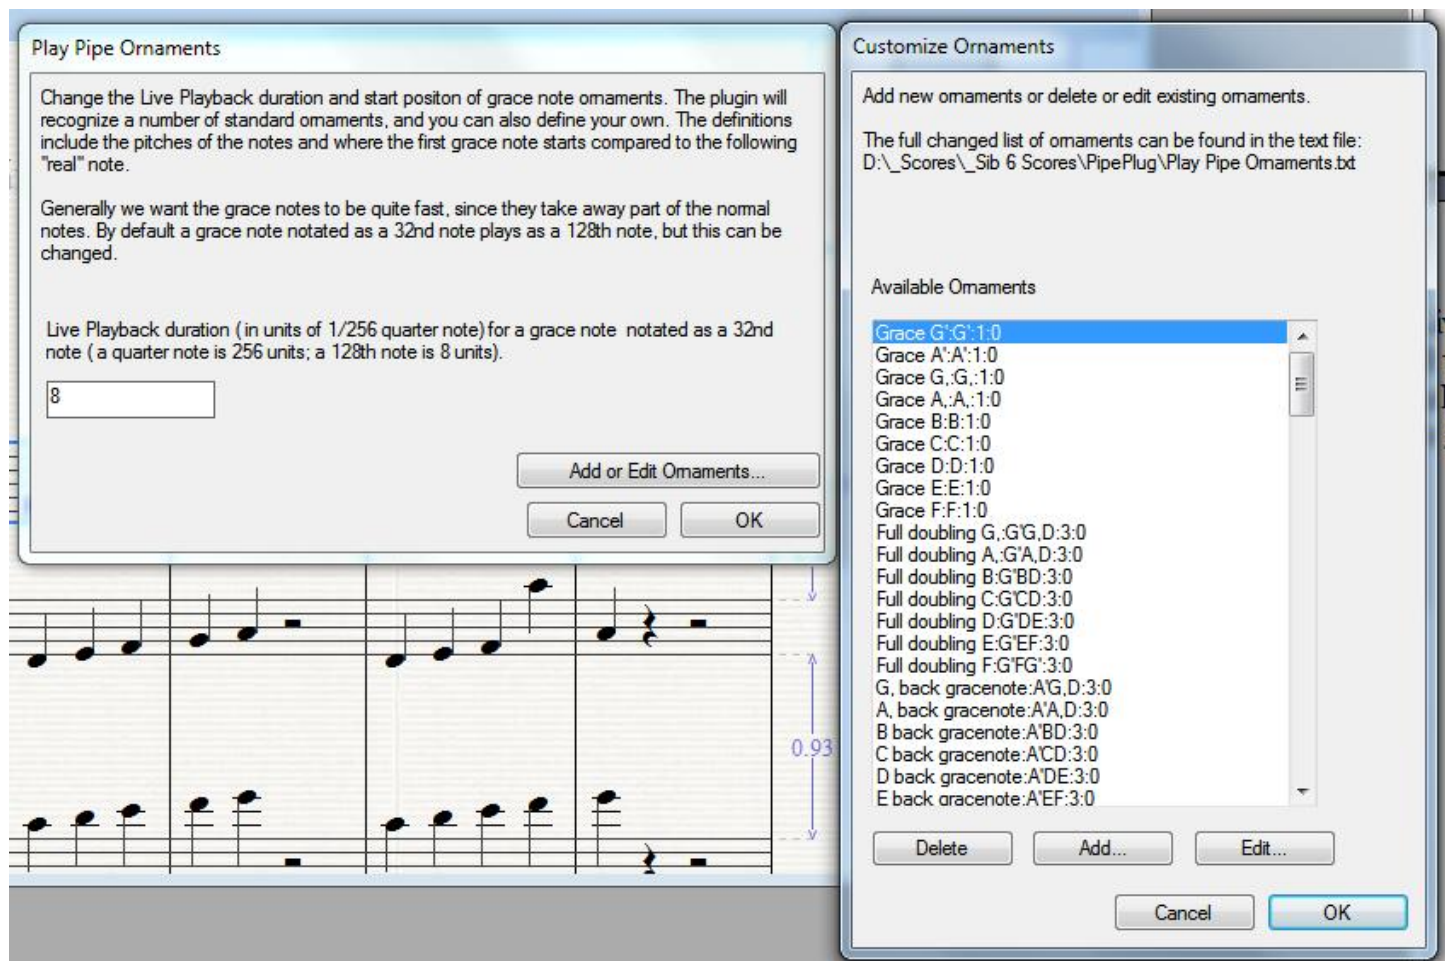 Play Pipe Ornaments
Change the Live Playback duration and start positon of grace note ornaments. The plugin will
recognize a number of standard ornaments, and you can also define your own. The definitions
include the pitches of the notes and where the first grace note starts compared to the following
"real" note.
Generally we want the grace notes to be quite fast, since they take away part of the normal
notes. By default a grace note notated as a 32nd note plays as a 128th note, but this can be
changed.
Live Playback duration (in units of 1/256 quarter note) for a grace note  notated as a 32nd
note ( a quarter note is 256 units; a 128th note is 8 units).
8
Add or Edit Ornaments...
Cancel
OK
0.93
Customize Ornaments
Add new ornaments or delete or edit existing ornaments.
The full changed list of ornaments can be found in the text file:
D:\_Scores\_Sib 6 Scores\PipePlug\Play Pipe Ornaments.txt
Available Ornaments
Grace G':G':1:0
Grace A':A':1:0
Grace G,:G,:1:0
Grace A,:A,:1:0
Grace B:B:1:0
Grace C:C:1:0
Grace D:D:1:0
Grace E:E:1:0
Grace F:F:1:0
Full doubling G,:G'G,D:3:0
Full doubling A,:G'A,D:3:0
Full doubling B:G'BD:3:0
Full doubling C:G'CD:3:0
Full doubling D:G'DE:3:0
Full doubling E:G'EF:3:0
Full doubling F:G'FG':3:0
G, back gracenote:A'G,D:3:0
A, back gracenote:A'A,D:3:0
B back gracenote:A'BD:3:0
C back gracenote:A'CD:3:0
D back gracenote:A'DE:3:0
E back gracenote:A'EF:3:0
Delete
Add...
Edit...
Cancel
OK